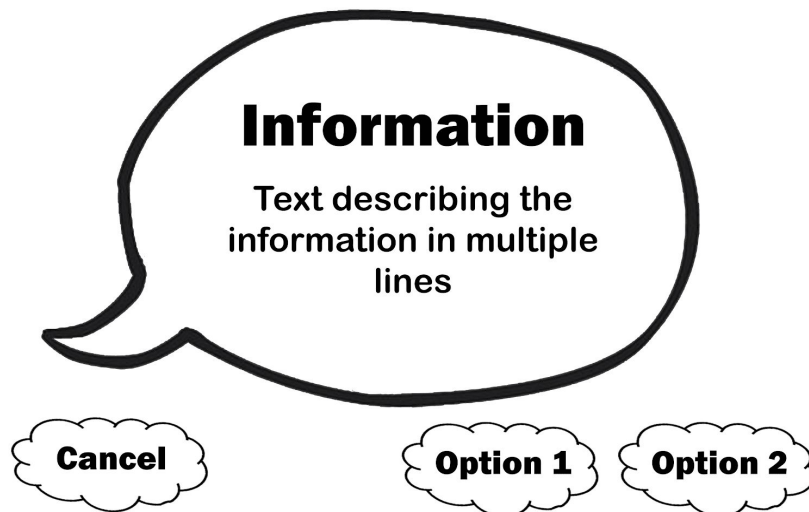 Information
Text describing the
information in multiple
lines
Cancel
Option 1
Option 2